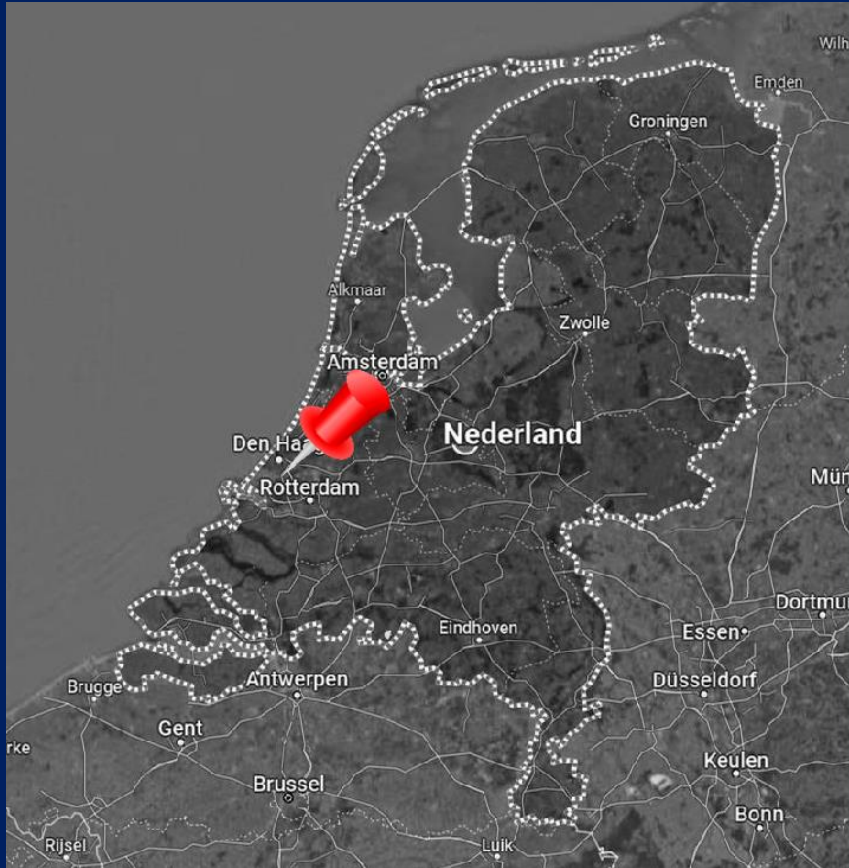 Wilh
Emden
Groningen
Alkmaar
Zwolle
Amsterdam
Nederland
Den Haag
Rotterdam
Mün
Dortmu
Eindhoven
Essen
Antwerpen
Düsseldorf
Brugge
Gent
rke
Keulen
Brussel
Bonn
Rijsel
Luik